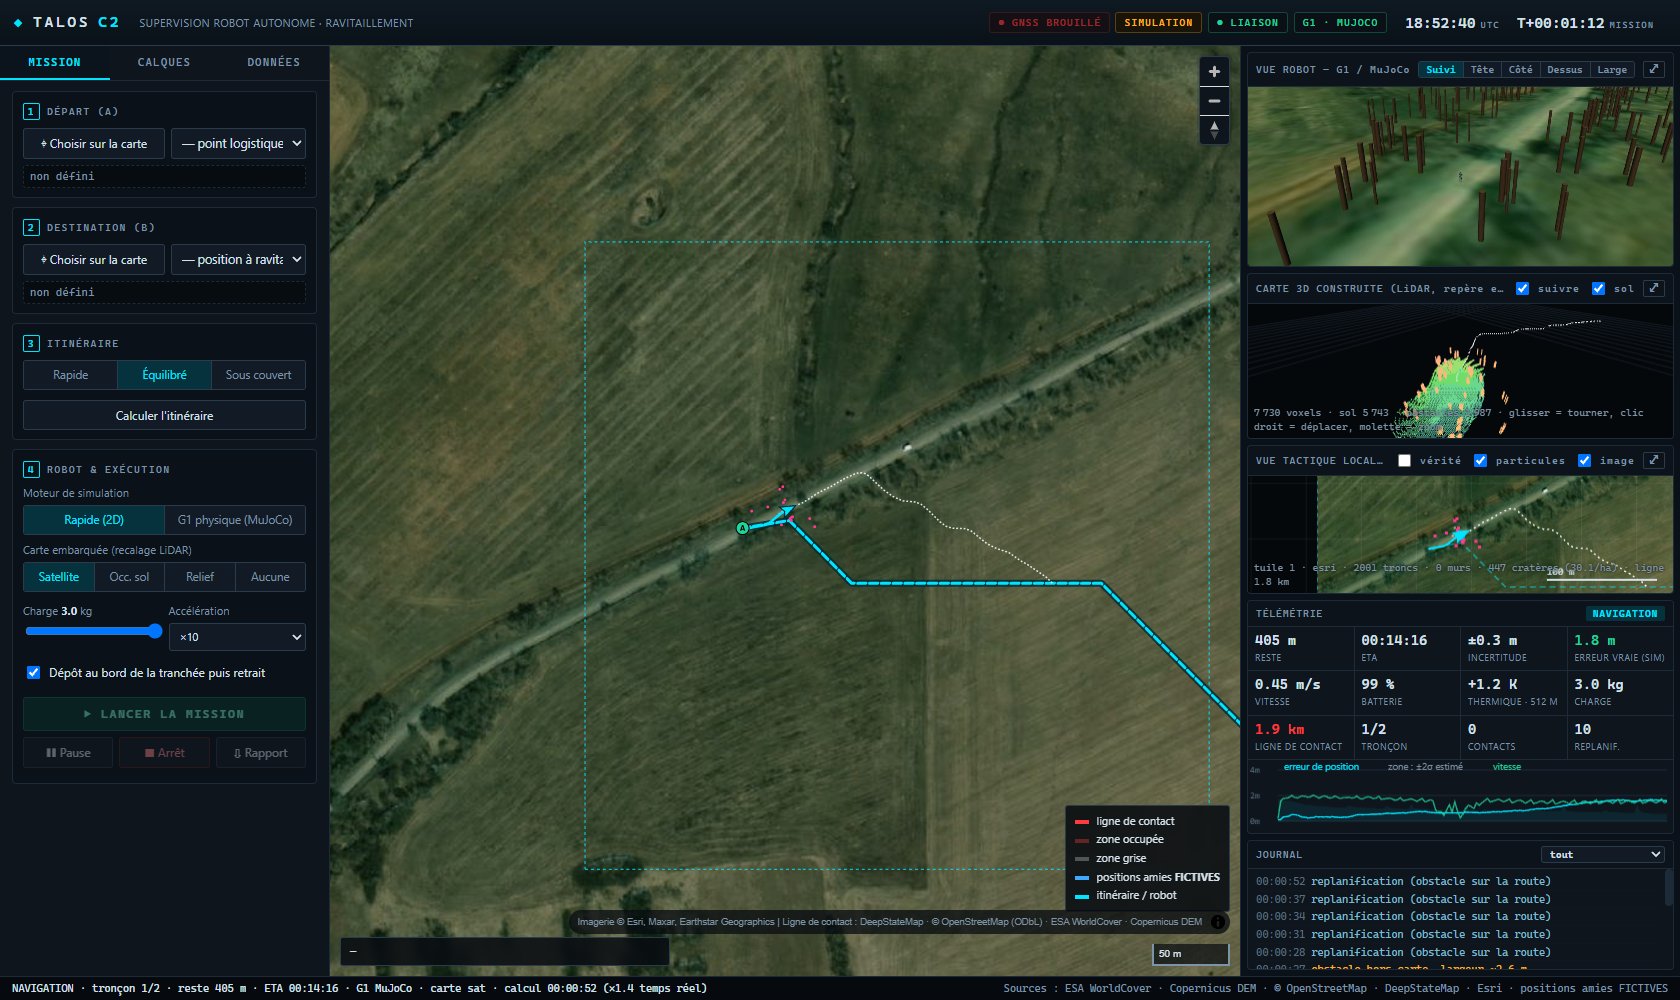 TALOS C2 SUPERVISION ROBOT AUTONOME · RAVITAILLEMENT
GNSS BROUILLÉ
SIMULATION
LIAISON
G1 · MUJOCO
18:52:40 UTC
T+00:01:12 MISSION
MISSION CALQUES DONNÉES
1 DÉPART (A)
⌖ Choisir sur la carte
— point logistique
non défini
2 DESTINATION (B)
⌖ Choisir sur la carte
— position à ravita
non défini
3 ITINÉRAIRE
Rapide Équilibré Sous couvert
Calculer l'itinéraire
4 ROBOT & EXÉCUTION
Moteur de simulation
Rapide (2D) G1 physique (MuJoCo)
Carte embarquée (recalage LiDAR)
Satellite Occ. sol Relief Aucune
Charge 3.0 kg Accélération
×10
Dépôt au bord de la tranchée puis retrait
▶ LANCER LA MISSION
Pause Arrêt ⇩ Rapport
A
ligne de contact
zone occupée
zone grise
positions amies FICTIVES
itinéraire / robot
Imagerie © Esri, Maxar, Earthstar Geographics | Ligne de contact : DeepStateMap · © OpenStreetMap (ODbL) · ESA WorldCover · Copernicus DEM
—
50 m
VUE ROBOT — G1 / MuJoCo Suivi Tête Côté Dessus Large
CARTE 3D CONSTRUITE (LiDAR, repère e… suivre sol
7 730 voxels · sol 5 743 · glisser = tourner, clic
droit = déplacer, molette
VUE TACTIQUE LOCAL… vérité particules image
tuile 1 · esri · 2001 troncs · 0 murs · 447 cratères (30.1/ha) · ligne
1.8 km
100 m
TÉLÉMÉTRIE NAVIGATION
405 m 00:14:16 ±0.3 m 1.8 m
RESTE ETA INCERTITUDE ERREUR VRAIE (SIM)
0.45 m/s 99 % +1.2 K 3.0 kg
VITESSE BATTERIE THERMIQUE · 512 M CHARGE
1.9 km 1/2 0 10
LIGNE DE CONTACT TRONÇON CONTACTS REPLANIF.
4m erreur de position zone : ±2σ estimé vitesse
2m
0m
JOURNAL tout
00:00:52 replanification (obstacle sur la route)
00:00:37 replanification (obstacle sur la route)
00:00:34 replanification (obstacle sur la route)
00:00:31 replanification (obstacle sur la route)
00:00:28 replanification (obstacle sur la route)
00:00:27 obstacle hors carte, largeur ~2.6 m
NAVIGATION · tronçon 1/2 · reste 405 m · ETA 00:14:16 · G1 MuJoCo · carte sat · calcul 00:00:52 (×1.4 temps réel)
Sources : ESA WorldCover · Copernicus DEM · © OpenStreetMap · DeepStateMap · Esri · positions amies FICTIVES